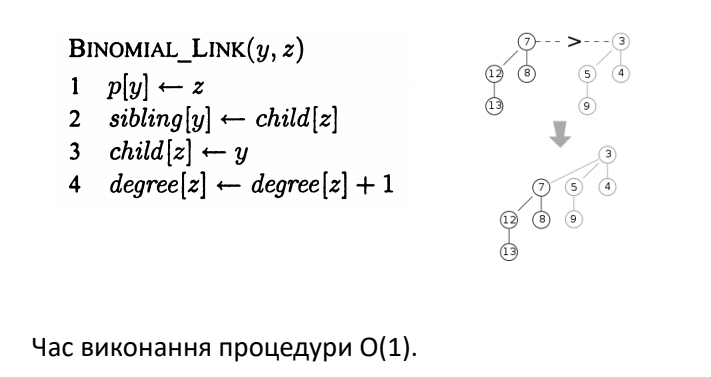 BINOMIAL_LINK(y, z)
1 p[y] ← z
2 sibling[y] ← child[z]
3 child[z] ← y
4 degree[z] ← degree[z] + 1
7 > 3
12 8 5 4
13 9
3
7 5 4
12 8 9
13
Час виконання процедури O(1).